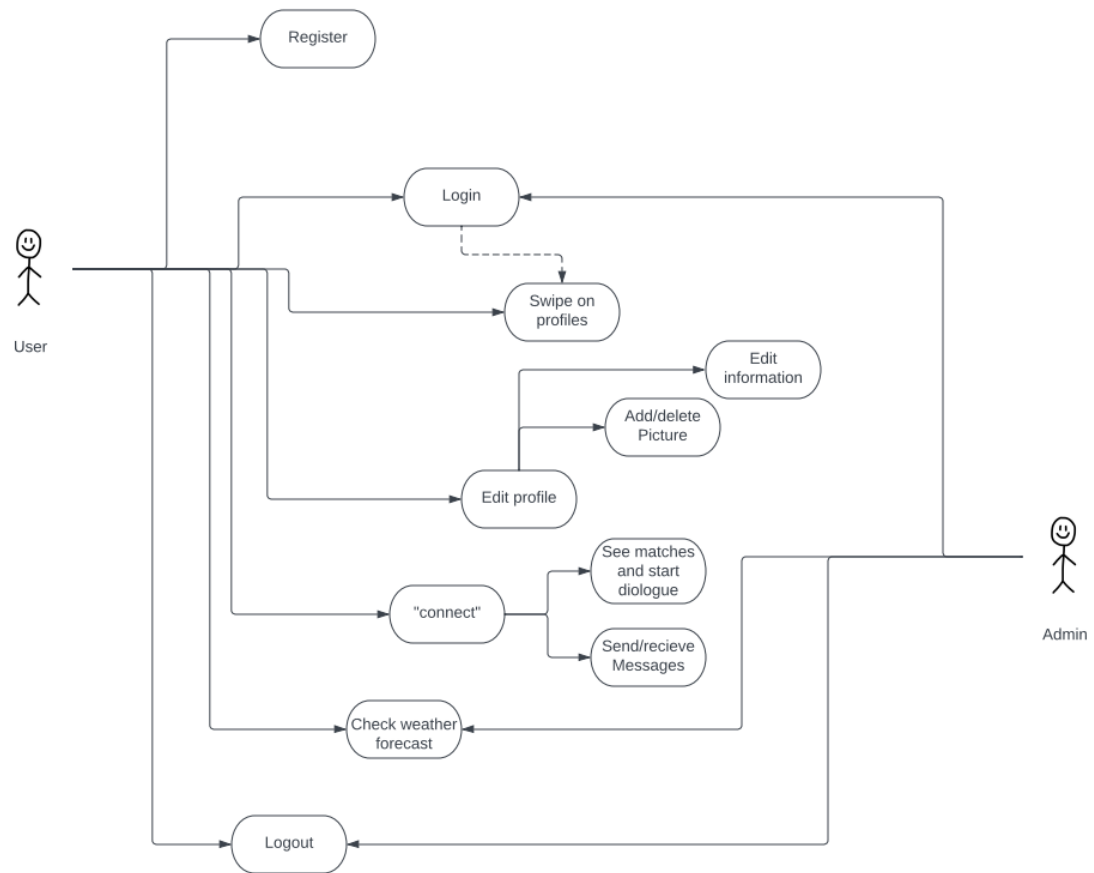 Register
Login
Swipe on
profiles
User
Edit
information
Add/delete
Picture
Edit profile
See matches
and start
diologue
"connect"
Send/recieve
Messages
Admin
Check weather
forecast
Logout